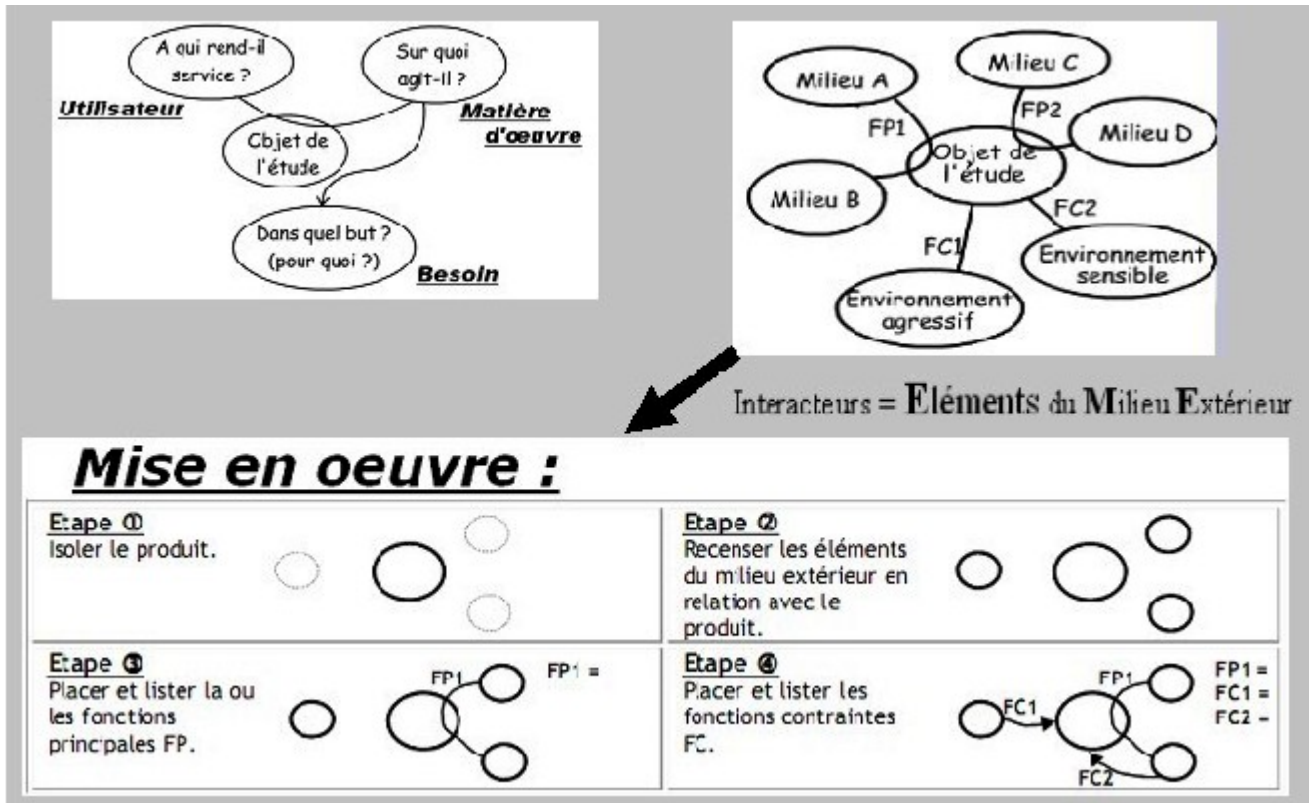 A qui rend-il
service ?
Sur quoi
agit-il ?
Utilisateur
Matière
d'œuvre
Cbjet de
l'étude
Dans quel but ?
(pour quoi ?)
Besoin
Milieu A
Milieu C
FP1
FP2
Milieu D
Objet de
l'étude
Milieu B
FC2
FC1
Environnement
sensible
Environnement
agressif
Interacteurs = Eléments du Milieu Extérieur
Mise en oeuvre :
Etape ①
Isoler le produit.
Etape ②
Recenser les éléments
du milieu extérieur en
relation avec le
produit.
Etape ③
Placer et lister la ou
les fonctions
principales FP.
FP1
FP1 =
Etape ④
Placer et lister les
fonctions contraintes
FC.
FC1
FP1
FC2
FP1 =
FC1 =
FC2 –